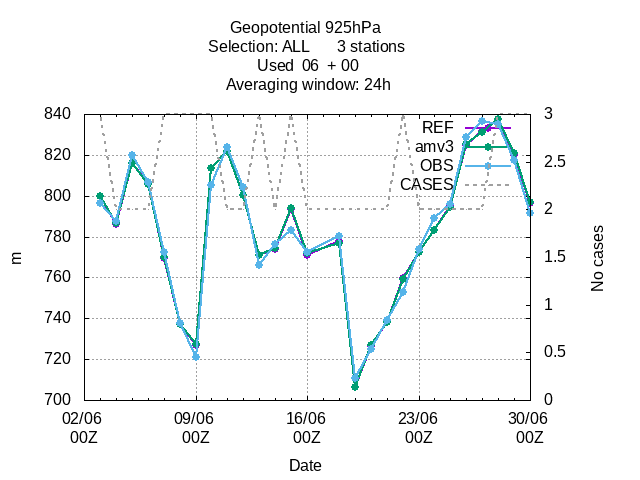 Geopotential 925hPa
Selection: ALL 3 stations
Used 06 + 00
Averaging window: 24h
840 3
REF
amv3
820 2.5
OBS
CASES
800 2
780 1.5
m No cases
760 1
740
720 0.5
700 0
02/06 09/06 16/06 23/06 30/06
00Z 00Z 00Z 00Z 00Z
Date